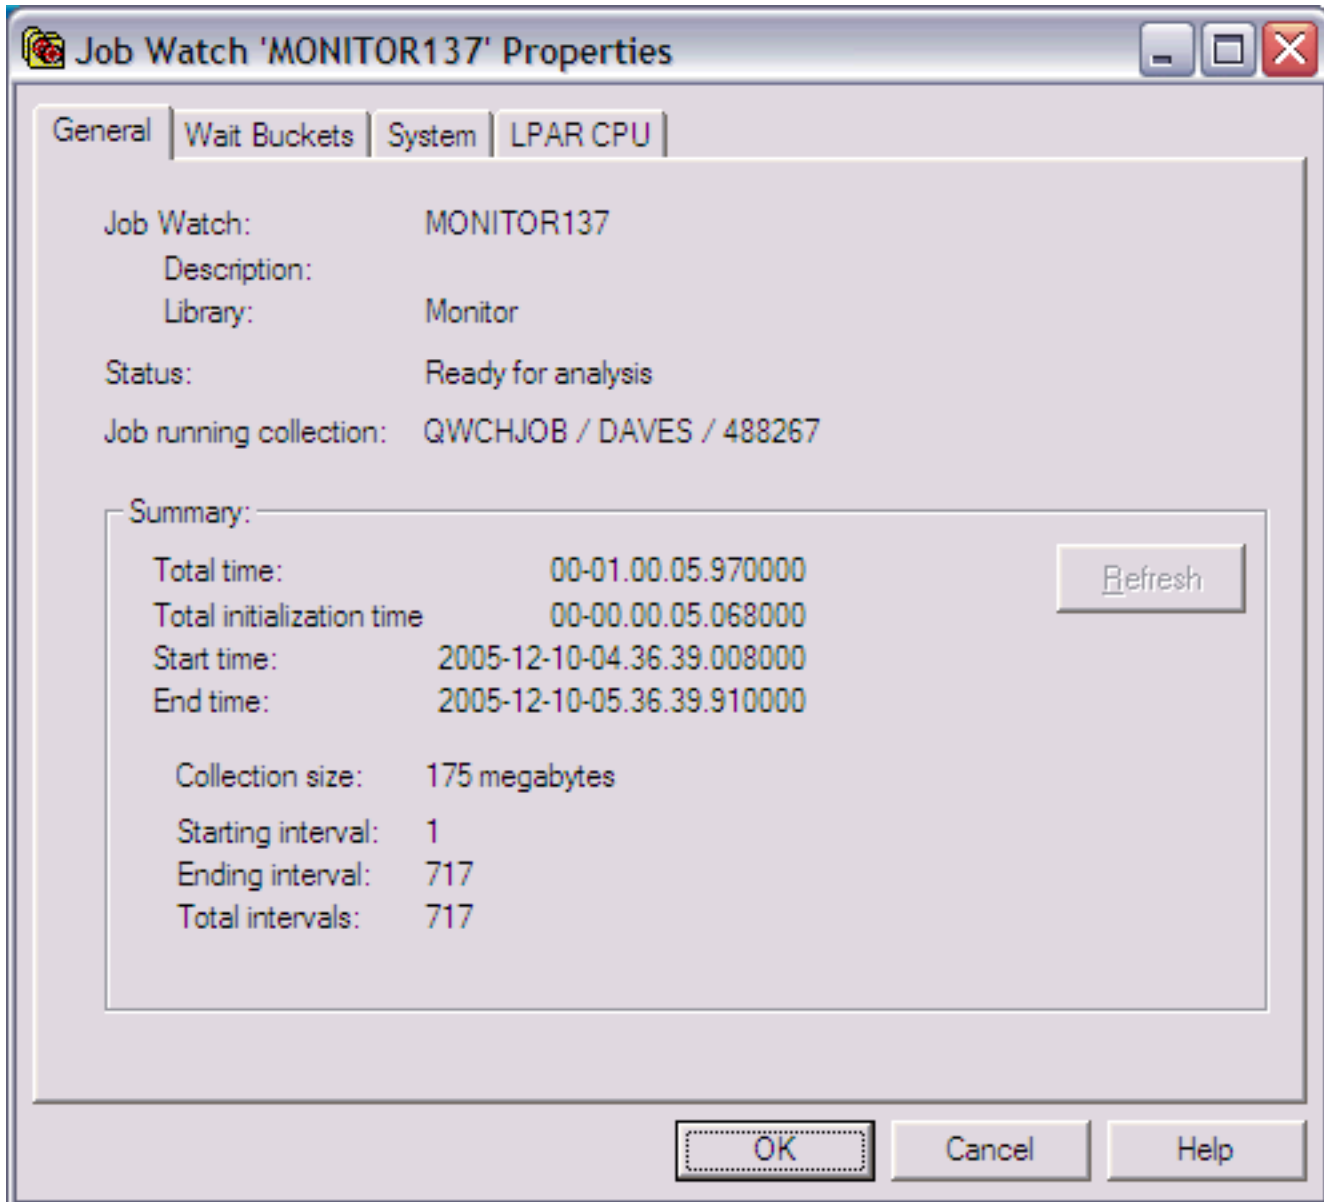 Job Watch 'MONITOR137' Properties
General Wait Buckets System LPAR CPU
Job Watch: MONITOR137
Description:
Library: Monitor
Status: Ready for analysis
Job running collection: QWCHJOB / DAVES / 488267
Summary:
Total time: 00-01.00.05.970000
Refresh
Total initialization time 00-00.00.05.068000
Start time: 2005-12-10-04.36.39.008000
End time: 2005-12-10-05.36.39.910000
Collection size: 175 megabytes
Starting interval: 1
Ending interval: 717
Total intervals: 717
OK Cancel Help